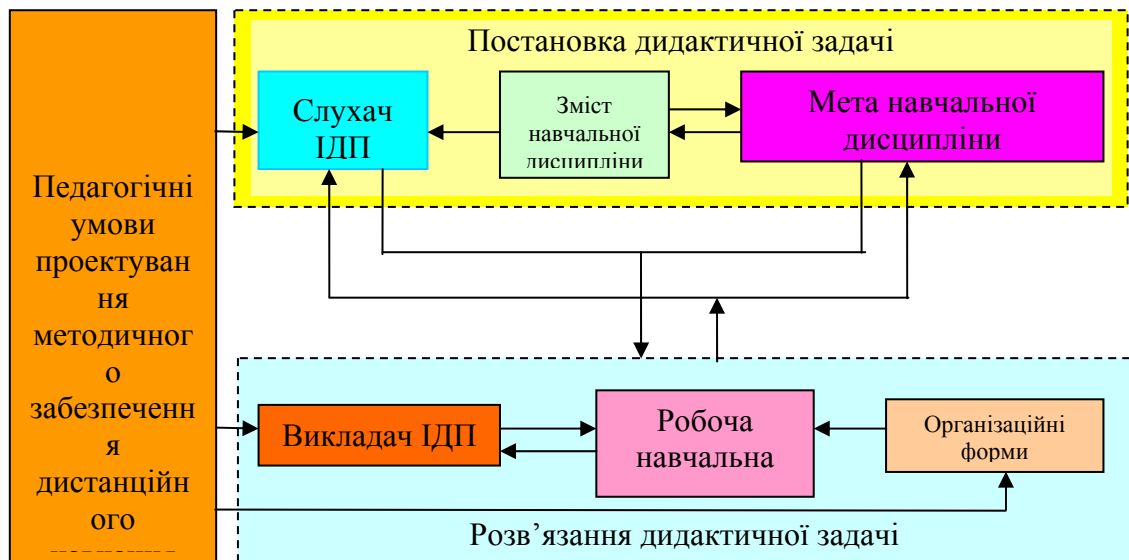 Постановка дидактичної задачі
Слухач
ІДП
Зміст
навчальної
дисципліни
Мета навчальної
дисципліни
Педагогічні
умови
проектуван
ня
методичног
о
забезпеченн
я
дистанційн
ого
Викладач ІДП
Робоча
навчальна
Організаційні
форми
Розв’язання дидактичної задачі